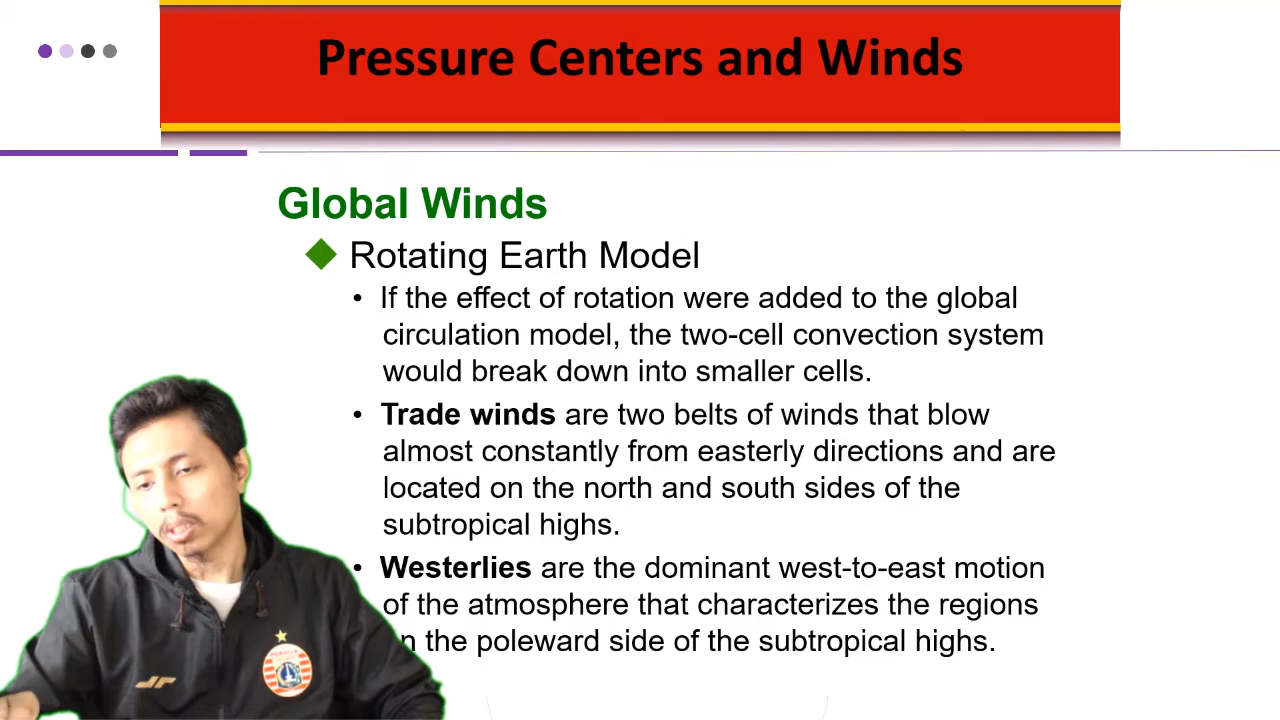 Pressure Centers and Winds
Global Winds
Rotating Earth Model
• If the effect of rotation were added to the global
circulation model, the two-cell convection system
would break down into smaller cells.
• Trade winds are two belts of winds that blow
almost constantly from easterly directions and are
located on the north and south sides of the
subtropical highs.
• Westerlies are the dominant west-to-east motion
of the atmosphere that characterizes the regions
the poleward side of the subtropical highs.